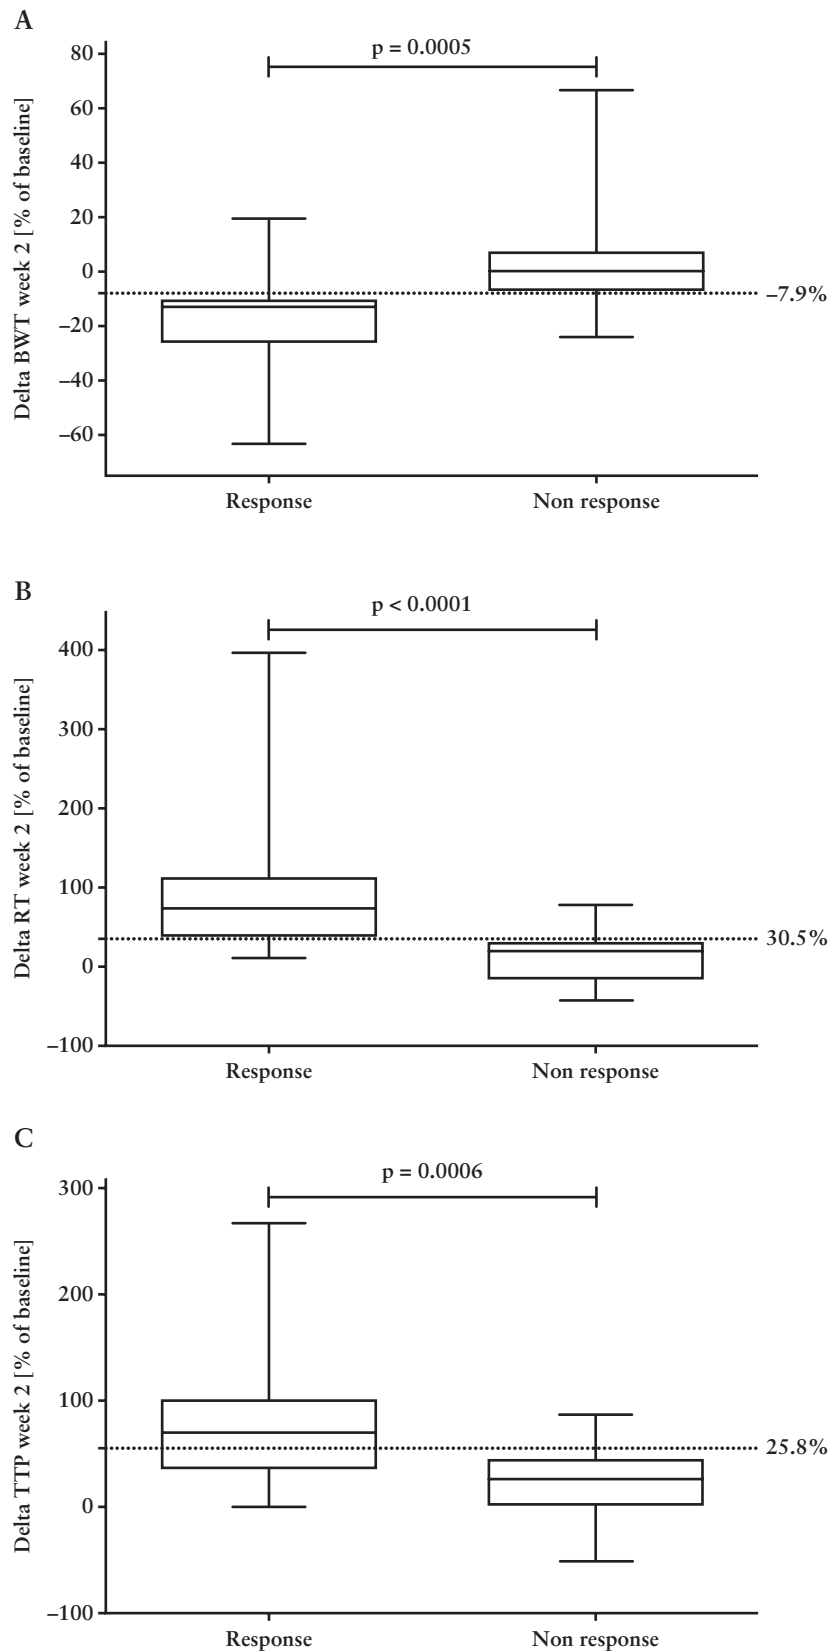 A
p = 0.0005
Delta BWT week 2 [% of baseline]
80
60
40
20
0
–20
–40
–60
–7.9%
Response
Non response
B
p < 0.0001
Delta RT week 2 [% of baseline]
400
300
200
100
0
–100
30.5%
Response
Non response
C
p = 0.0006
Delta TTP week 2 [% of baseline]
300
200
100
0
–100
25.8%
Response
Non response